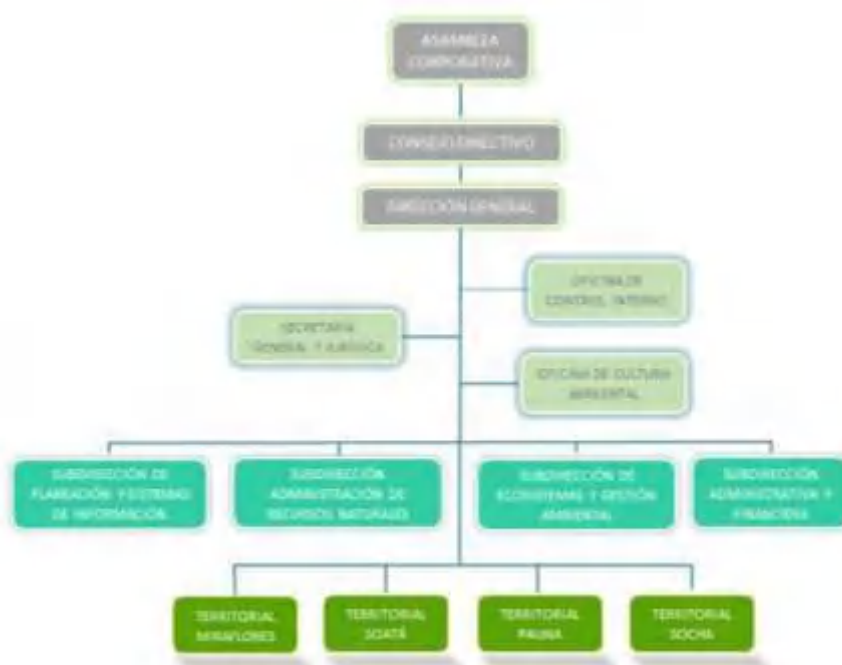 ASAMBLEA
CORPORATIVA
CONSEJO DIRECTIVO
DIRECCIÓN GENERAL
OFICINA DE
CONTROL INTERNO
SECRETARIA
GENERAL Y JURÍDICA
OFICINA DE CULTURA
AMBIENTAL
SUBDIRECCIÓN DE
PLANEACIÓN Y SISTEMAS
DE INFORMACIÓN
SUBDIRECCIÓN
ADMINISTRACIÓN DE
RECURSOS NATURALES
SUBDIRECCIÓN DE
ECOSISTEMAS Y GESTIÓN
AMBIENTAL
SUBDIRECCIÓN
ADMINISTRATIVA Y
FINANCIERA
TERRITORIAL
MIRAFLORES
TERRITORIAL
SOATÁ
TERRITORIAL
PAUNA
TERRITORIAL
SOCHA